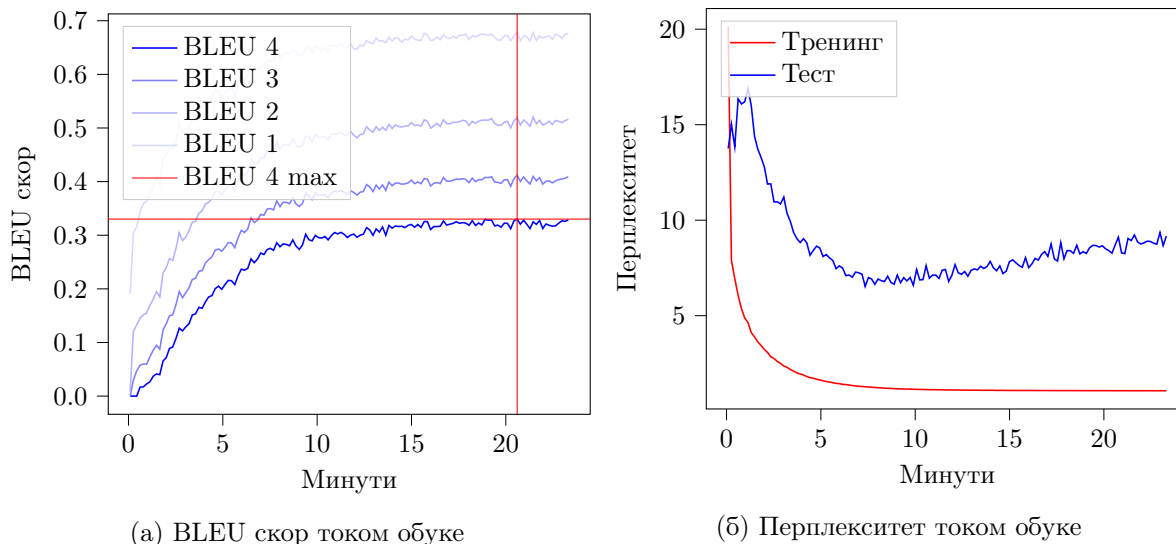 0.7
0.6
0.5
0.4
0.3
0.2
0.1
0.0
BLEU скор
BLEU 4
BLEU 3
BLEU 2
BLEU 1
BLEU 4 max
0 5 10 15 20
Минути
(а) BLEU скор током обуке
20
15
10
5
Перплекситет
Тренинг
Тест
0 5 10 15 20
Минути
(б) Перплекситет током обуке